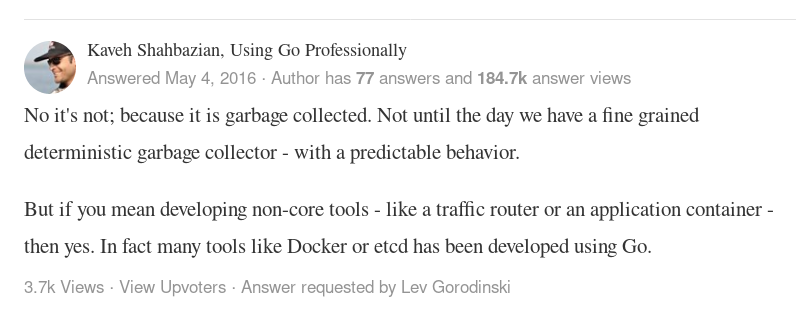 Kaveh Shahbazian, Using Go Professionally
Answered May 4, 2016 · Author has 77 answers and 184.7k answer views
No it's not; because it is garbage collected. Not until the day we have a fine grained
deterministic garbage collector - with a predictable behavior.
But if you mean developing non-core tools - like a traffic router or an application container -
then yes. In fact many tools like Docker or etcd has been developed using Go.
3.7k Views · View Upvoters · Answer requested by Lev Gorodinski